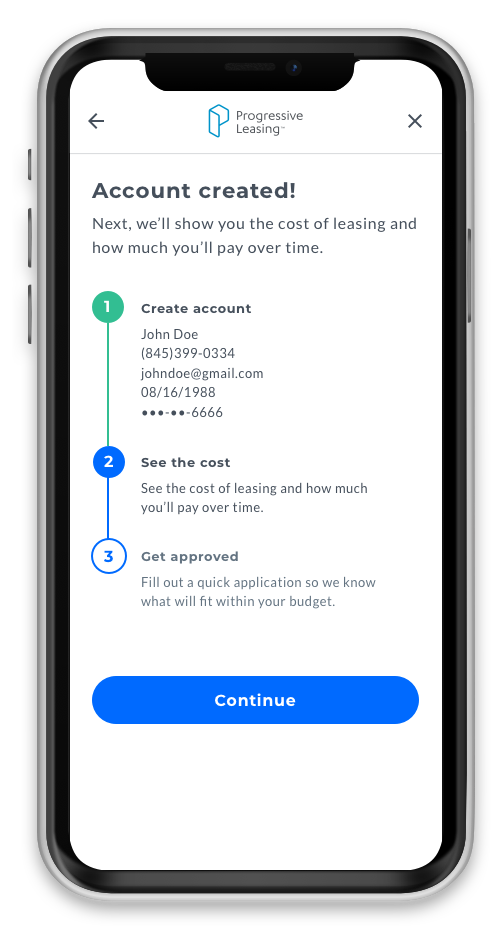 Progressive
Leasing™
Account created!
Next, we'll show you the cost of leasing and
how much you'll pay over time.
1
Create account
John Doe
(845)399-0334
johndoe@gmail.com
08/16/1988
•••-••-6666
2
See the cost
See the cost of leasing and how much
you'll pay over time.
3
Get approved
Fill out a quick application so we know
what will fit within your budget.
Continue